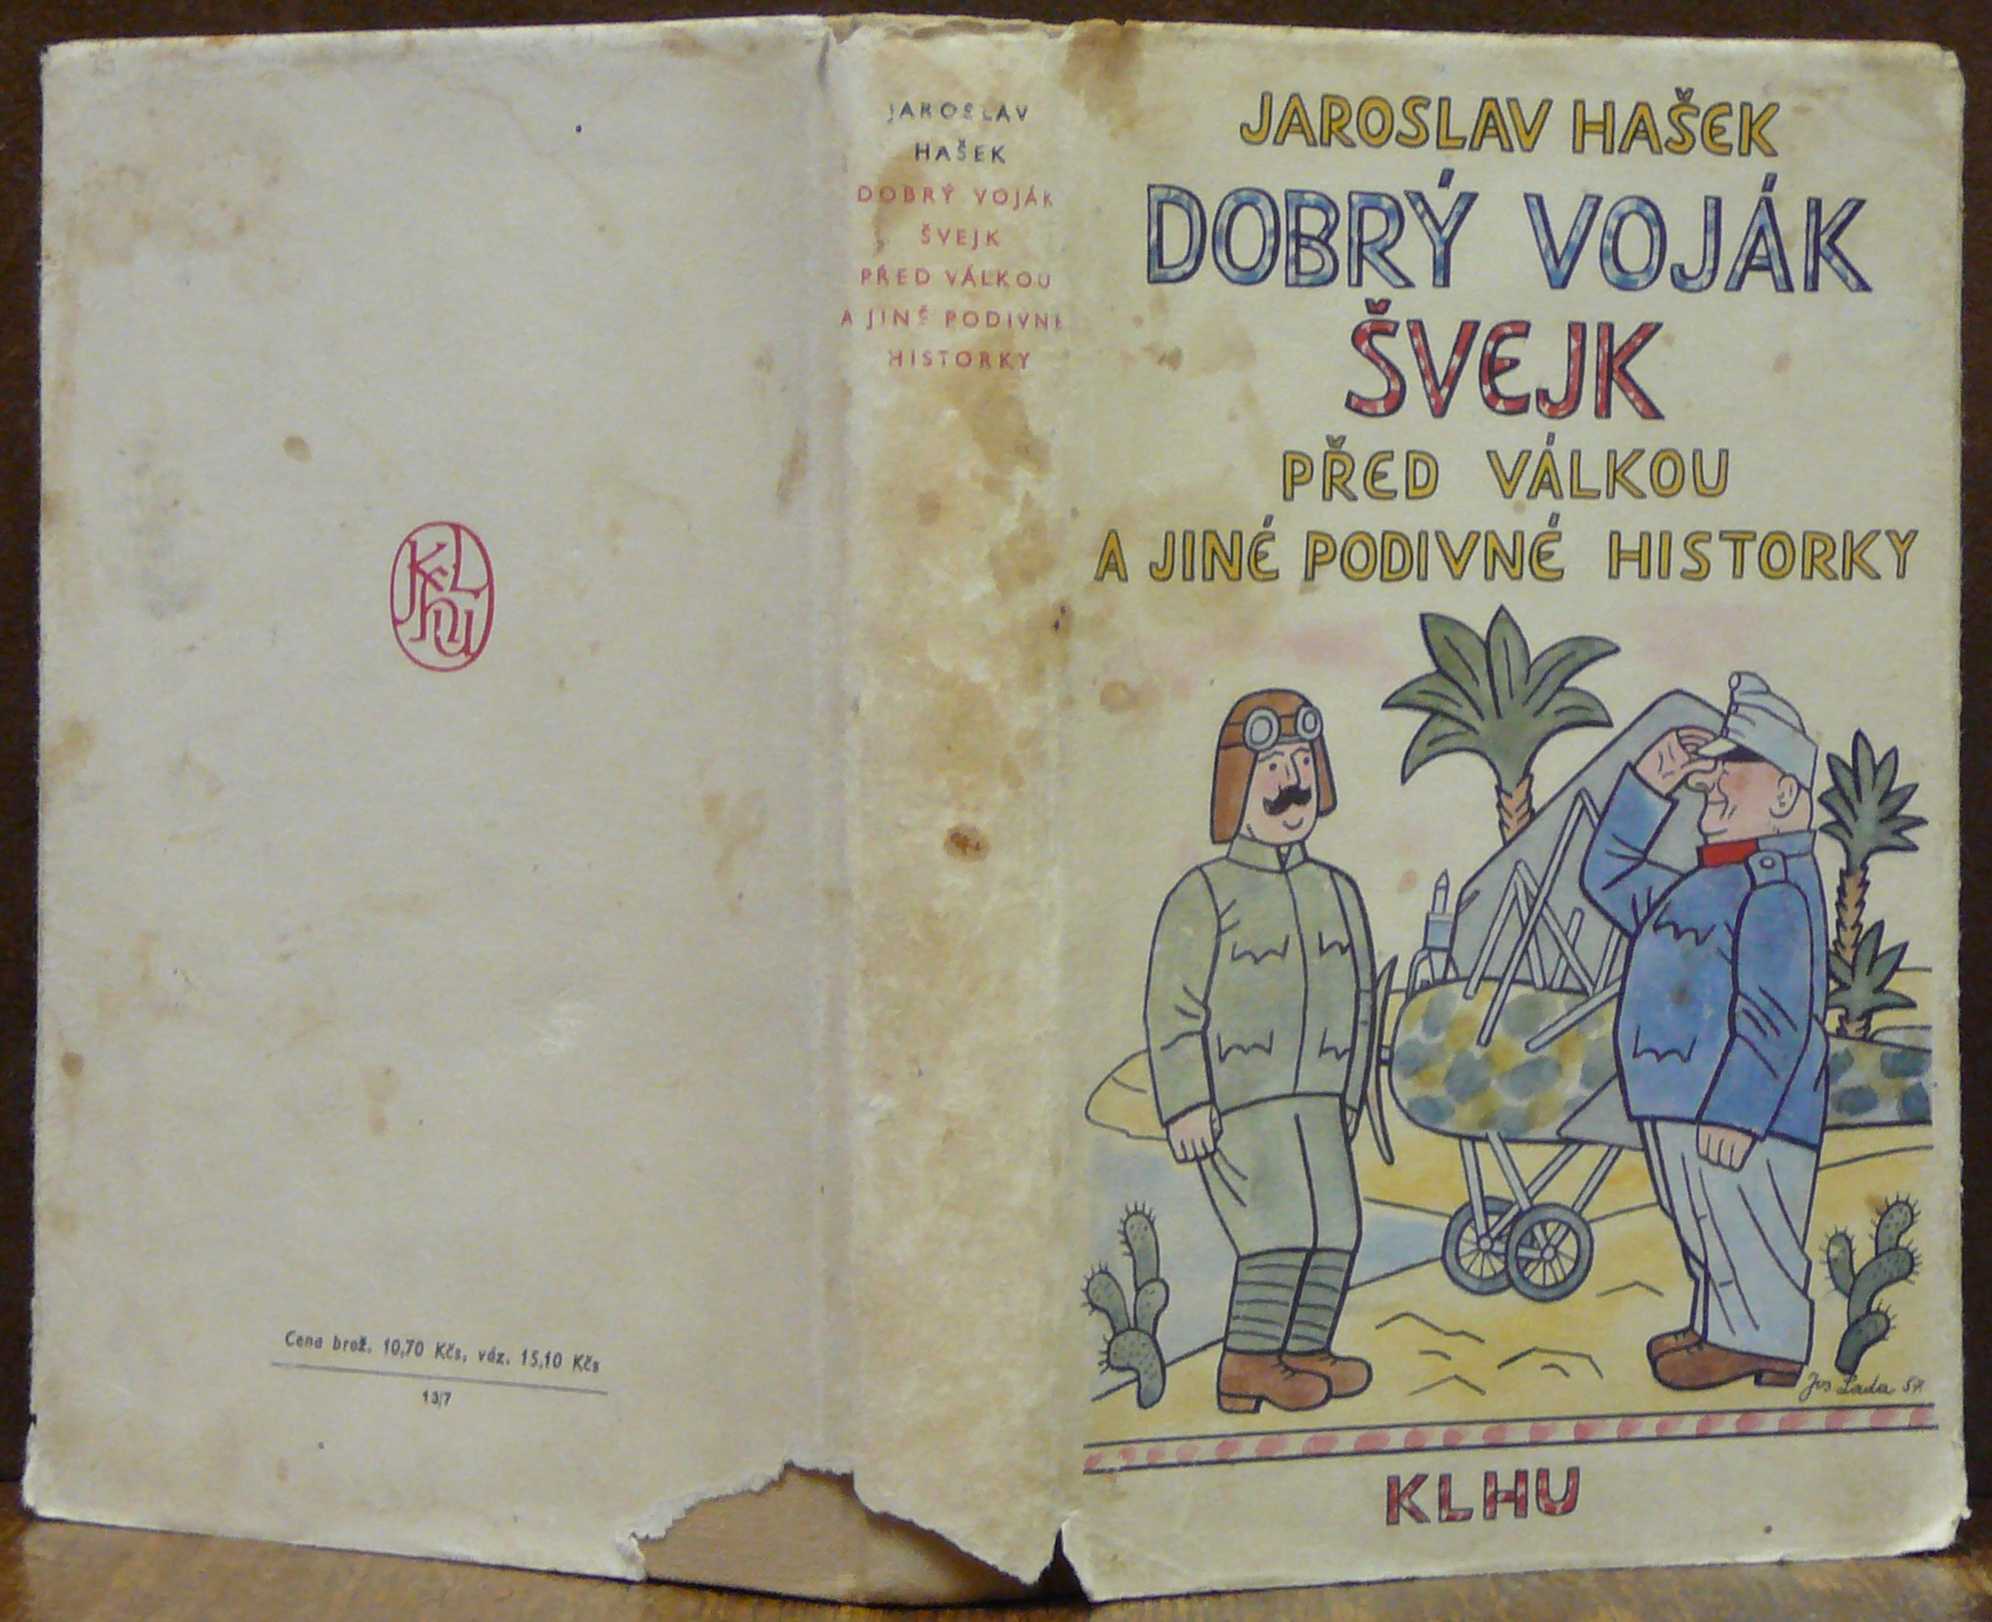 JAROSLAV
HAŠEK
DOBRÝ VOJÁK
ŠVEJK
PŘED VÁLKOU
A JINÉ PODIVNÉ
HISTORKY
JAROSLAV HAŠEK
DOBRÝ VOJÁK
ŠVEJK
PŘED VÁLKOU
A JINÉ PODIVNÉ HISTORKY
Jos Lada 57
KLHU
KLHU
Cena brož. 10,70 Kčs, váz. 15,10 Kčs
13/7